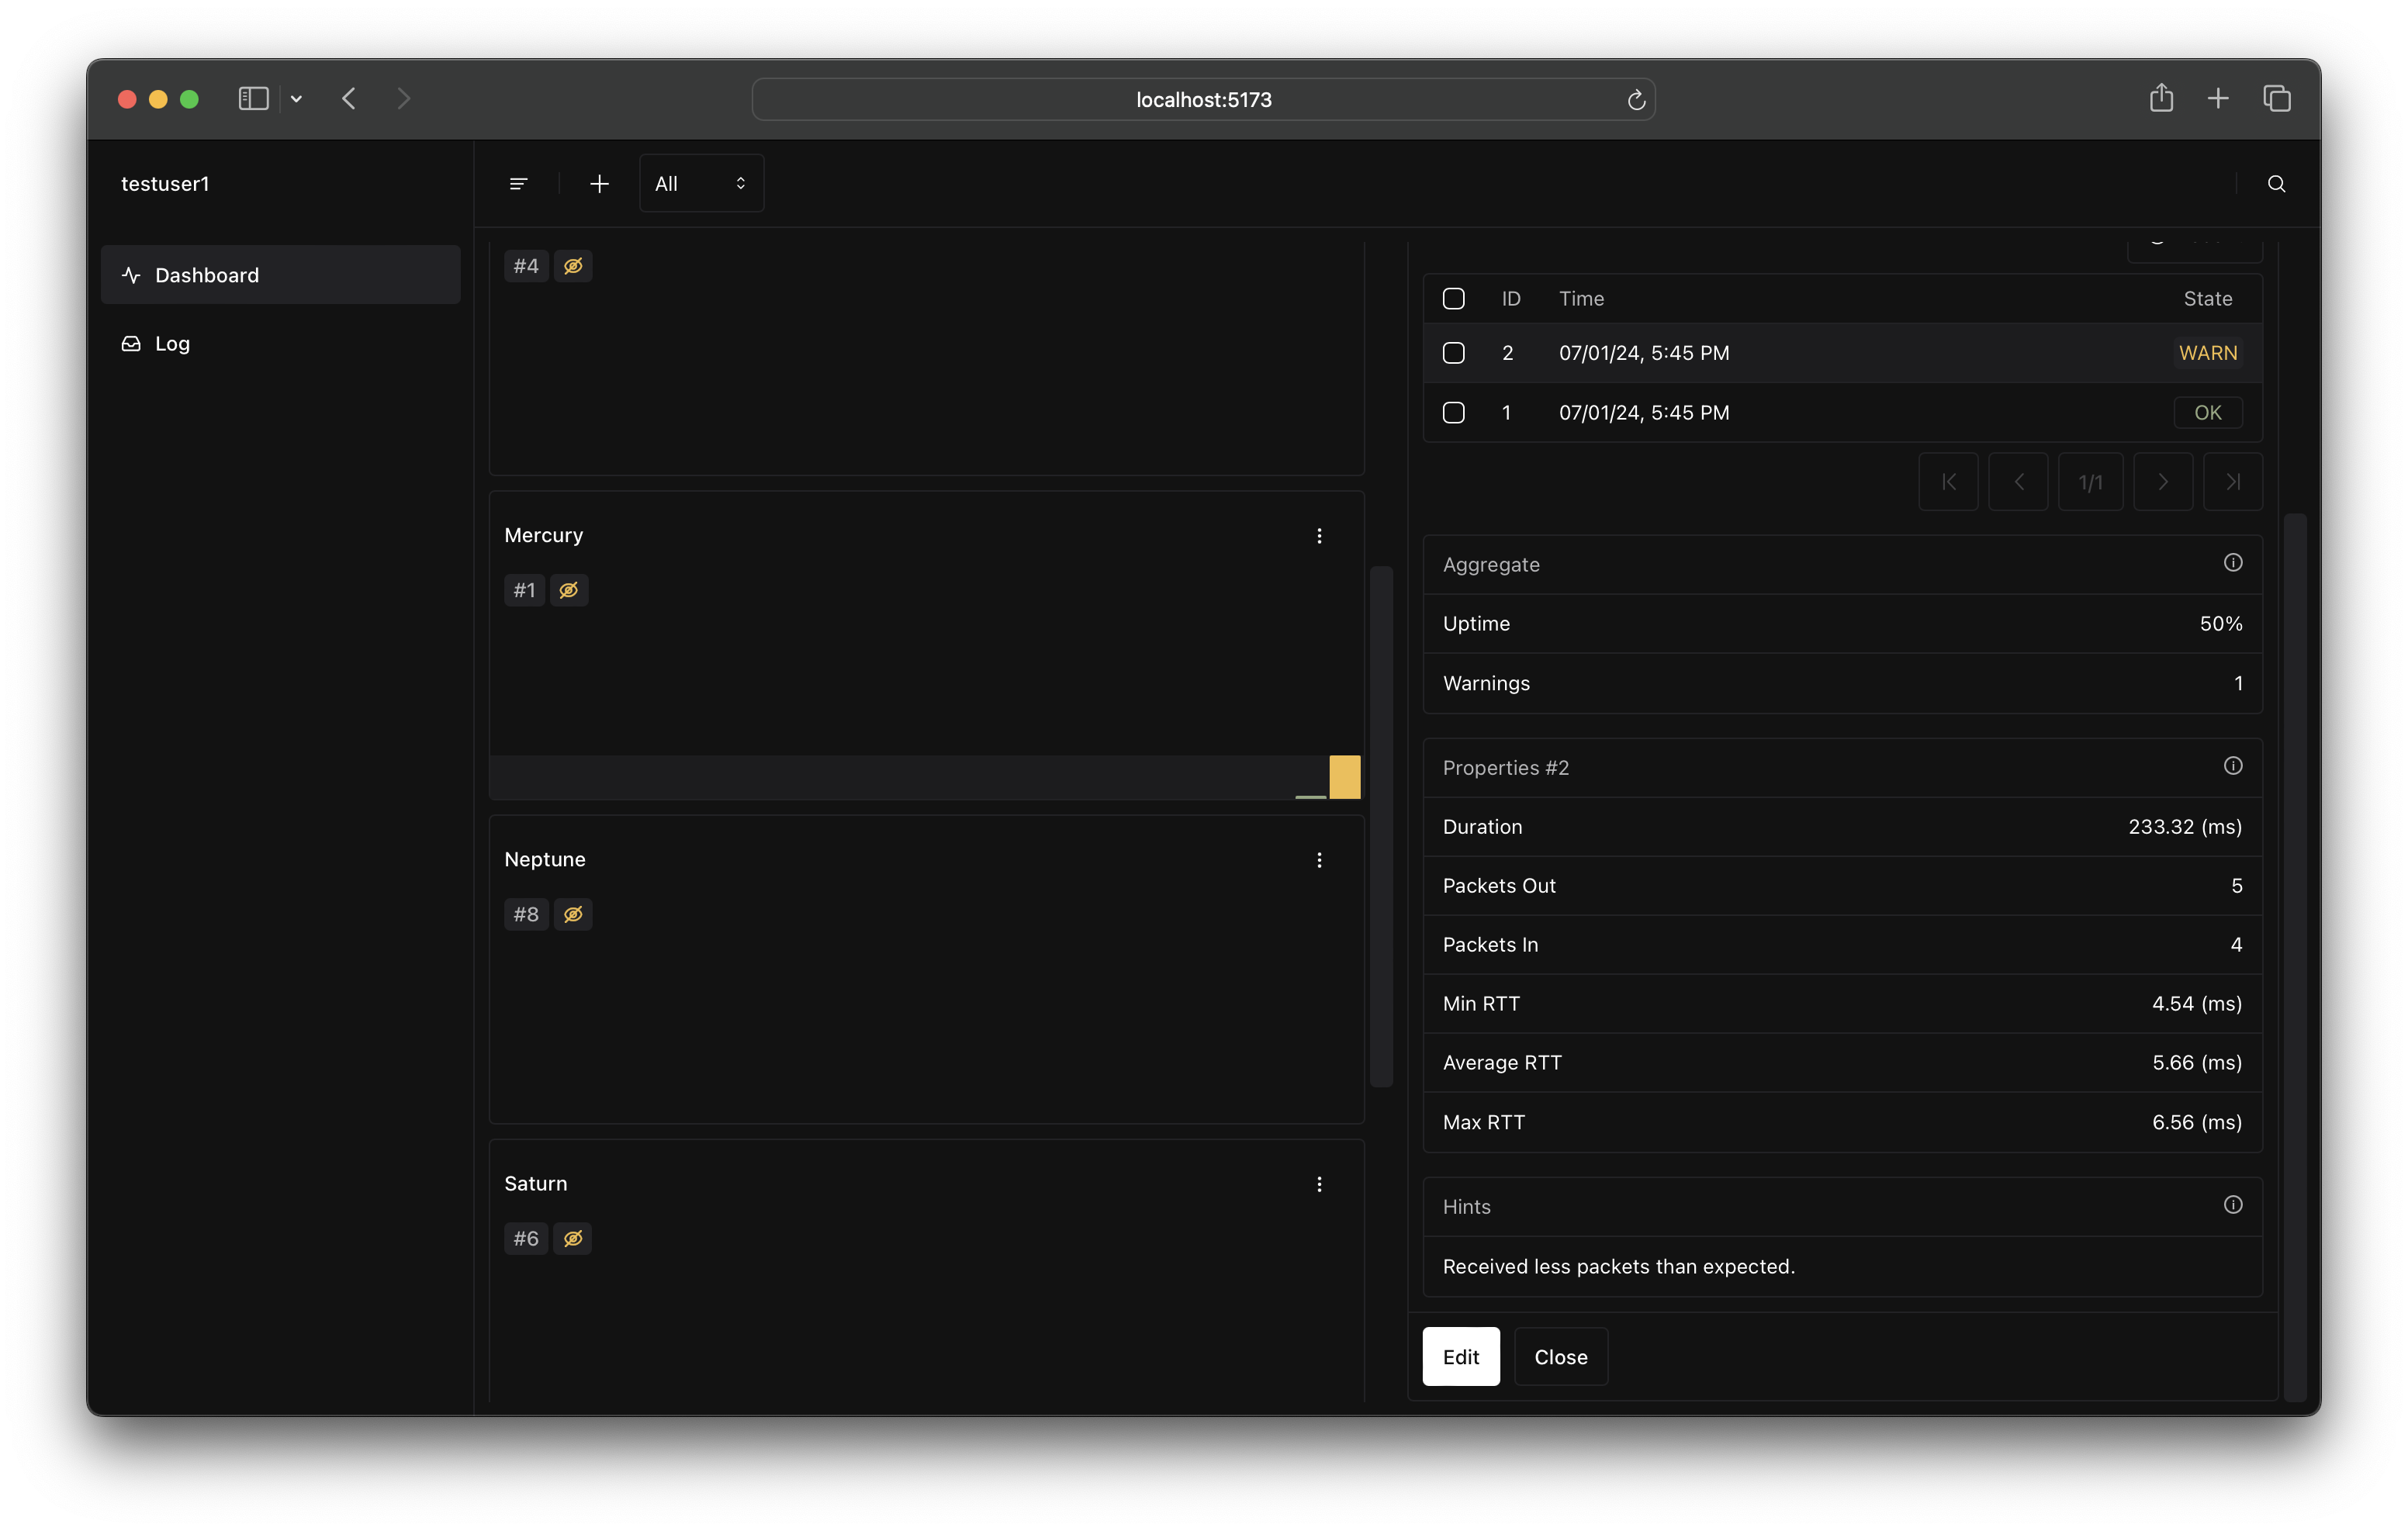 localhost:5173
testuser1
All
Dashboard
Log
#4
Mercury
#1
Neptune
#8
Saturn
#6
ID Time State
2 07/01/24, 5:45 PM WARN
1 07/01/24, 5:45 PM OK
1/1
Aggregate
Uptime 50%
Warnings 1
Properties #2
Duration 233.32 (ms)
Packets Out 5
Packets In 4
Min RTT 4.54 (ms)
Average RTT 5.66 (ms)
Max RTT 6.56 (ms)
Hints
Received less packets than expected.
Edit Close